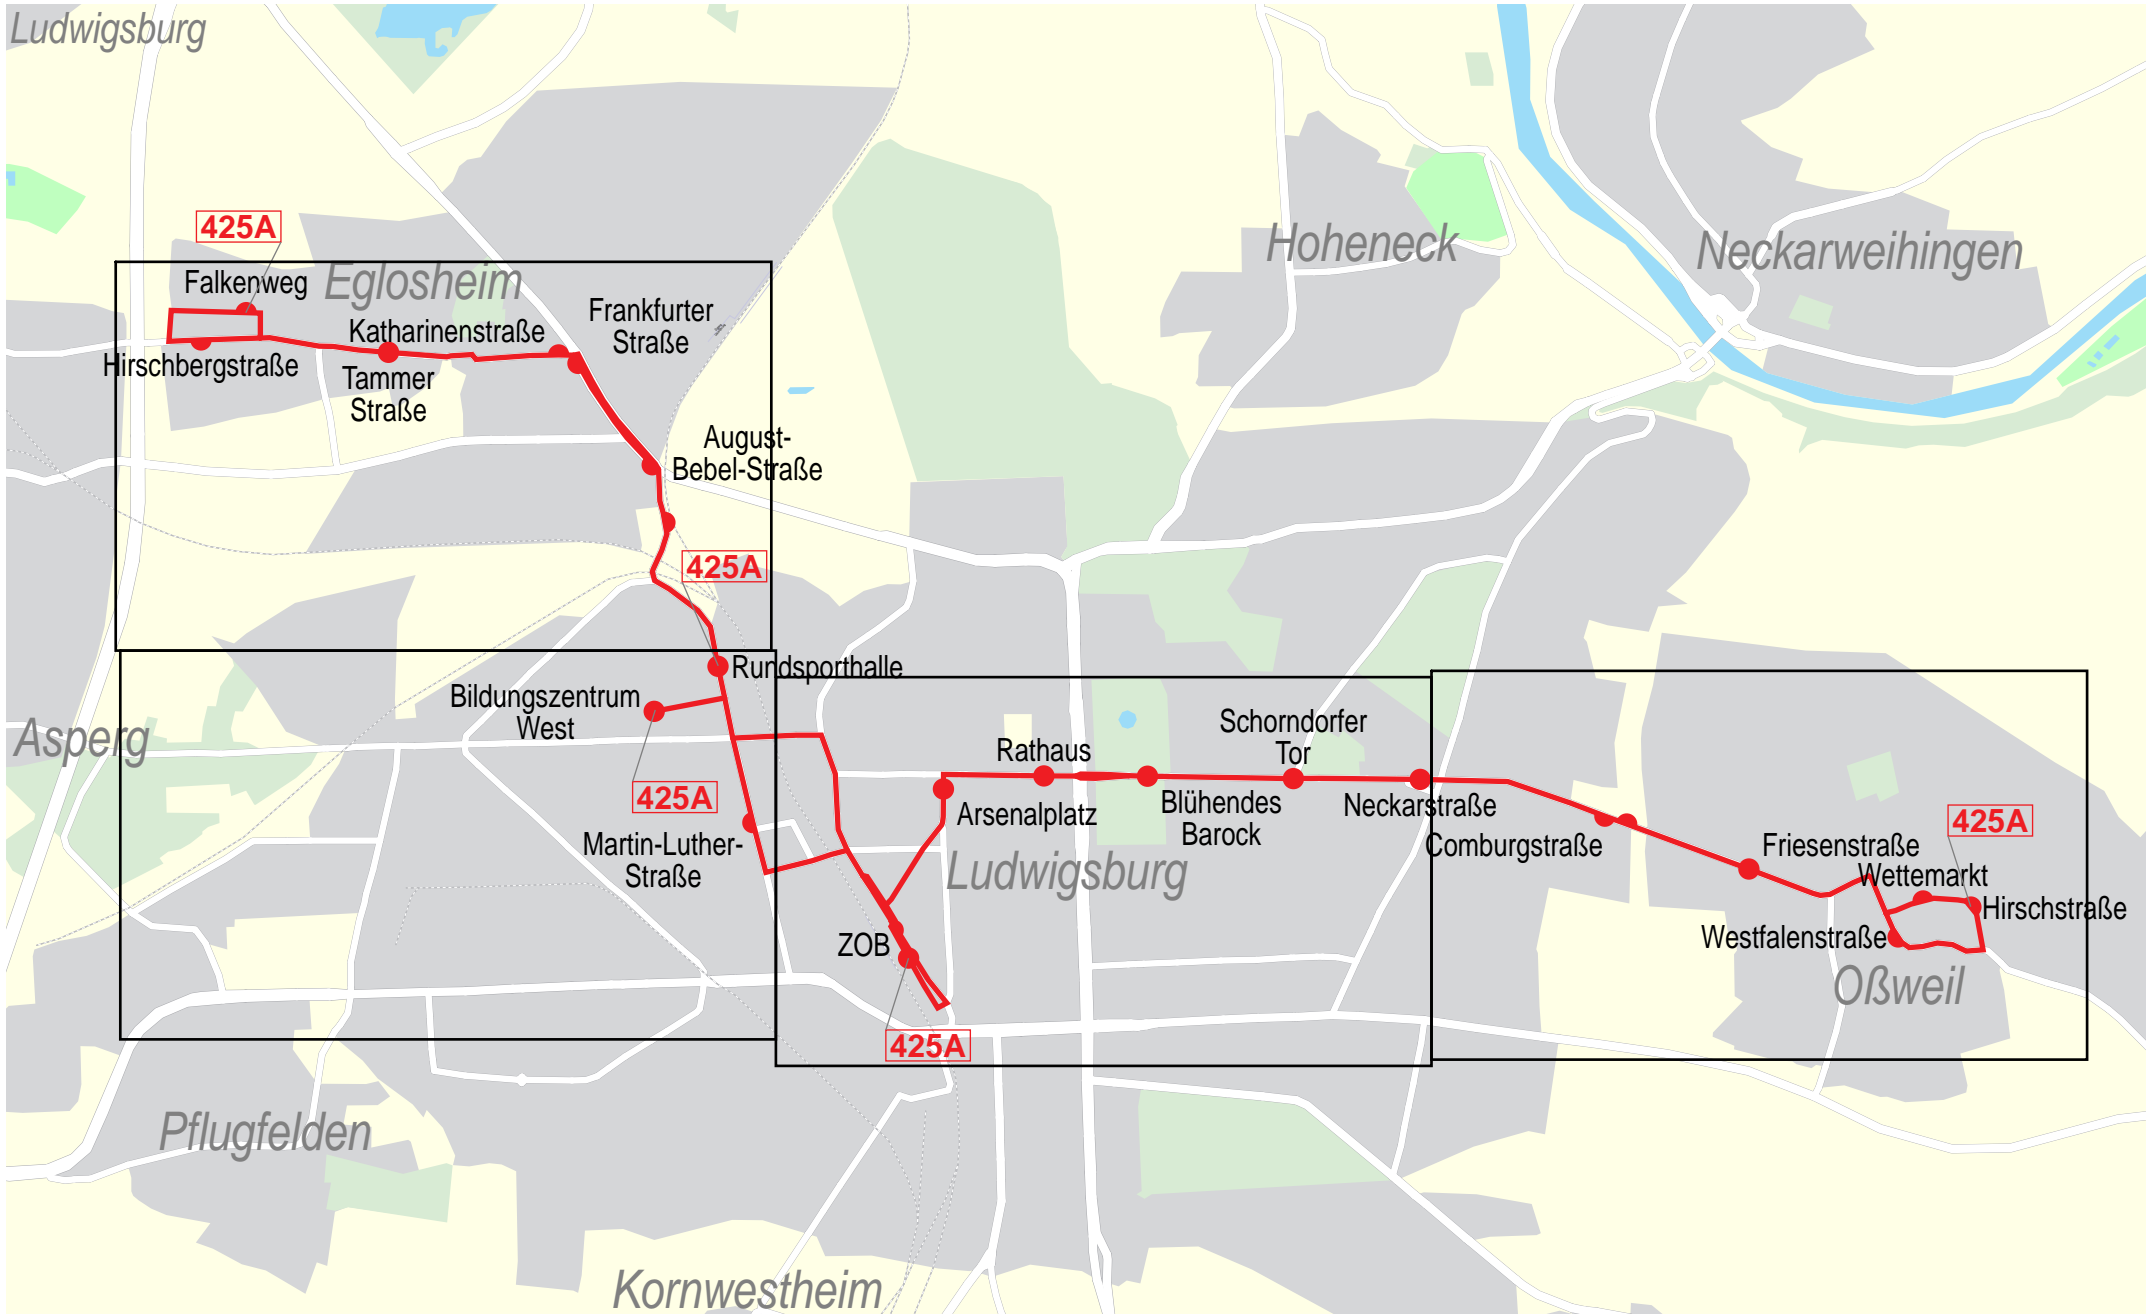 Ludwigsburg
425A
Hoheneck
Neckarweihingen
Falkenweg
Eglosheim
Frankfurter
Straße
Katharinenstraße
Hirschbergstraße
Tammer
Straße
August-
Bebel-Straße
425A
Rundsporthalle
Bildungszentrum
West
Asperg
425A
Martin-Luther-
Straße
Rathaus
Schorndorfer
Tor
Arsenalplatz
Blühendes
Barock
Neckarstraße
Comburgstraße
Ludwigsburg
Friesenstraße
Wettemarkt
425A
Hirschstraße
Westfalenstraße
Oßweil
ZOB
425A
Pflugfelden
Kornwestheim